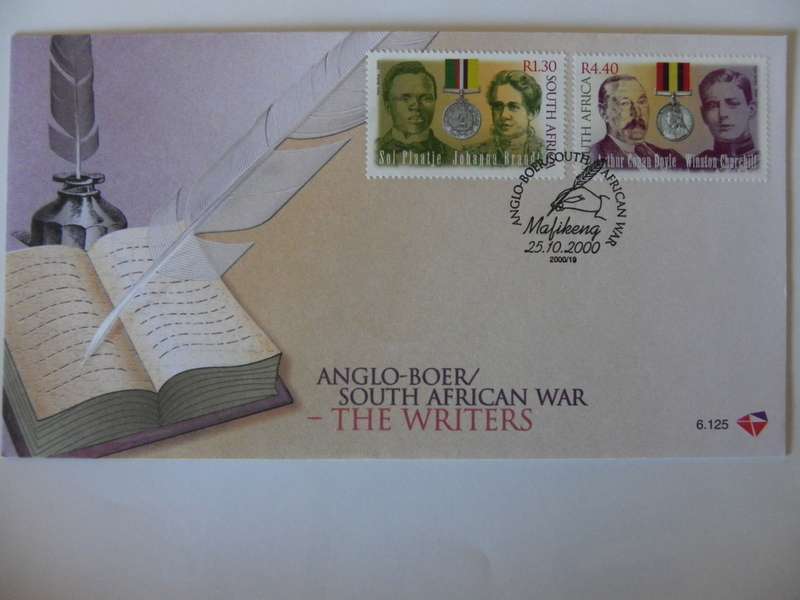 R1.30
SOUTH AFRICA
Sol Plaatje Johanna Brandt
R4.40
SOUTH AFRICA
Arthur Conan Doyle Winston Churchill
ANGLO-BOER/SOUTH AFRICAN WAR
Mafikeng
25.10.2000
2000/19
ANGLO-BOER/
SOUTH AFRICAN WAR
– THE WRITERS
6.125